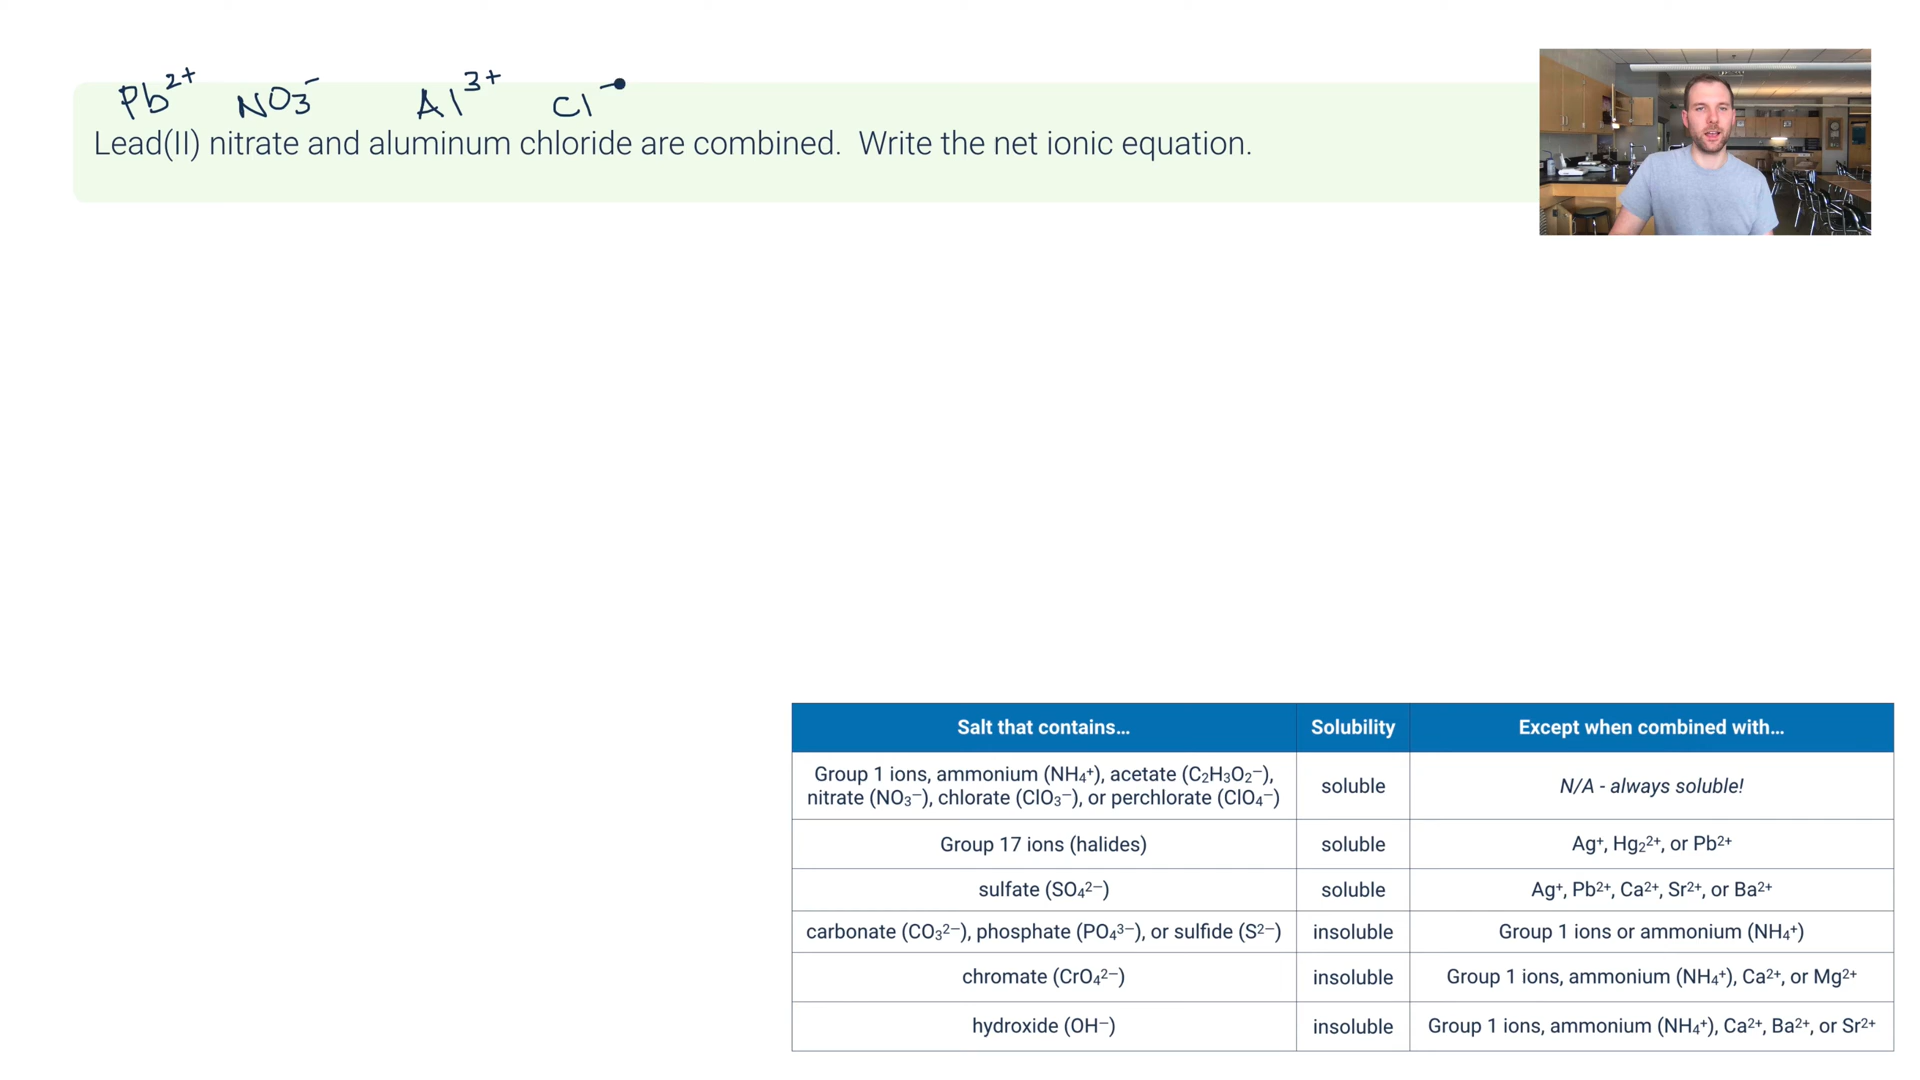 Pb²⁺ NO₃⁻ Al³⁺ Cl⁻
Lead(II) nitrate and aluminum chloride are combined. Write the net ionic equation.
Salt that contains... Solubility Except when combined with...
Group 1 ions, ammonium (NH₄⁺), acetate (C₂H₃O₂⁻),
nitrate (NO₃⁻), chlorate (ClO₃⁻), or perchlorate (ClO₄⁻) soluble N/A - always soluble!
Group 17 ions (halides) soluble Ag⁺, Hg₂²⁺, or Pb²⁺
sulfate (SO₄²⁻) soluble Ag⁺, Pb²⁺, Ca²⁺, Sr²⁺, or Ba²⁺
carbonate (CO₃²⁻), phosphate (PO₄³⁻), or sulfide (S²⁻) insoluble Group 1 ions or ammonium (NH₄⁺)
chromate (CrO₄²⁻) insoluble Group 1 ions, ammonium (NH₄⁺), Ca²⁺, or Mg²⁺
hydroxide (OH⁻) insoluble Group 1 ions, ammonium (NH₄⁺), Ca²⁺, Ba²⁺, or Sr²⁺